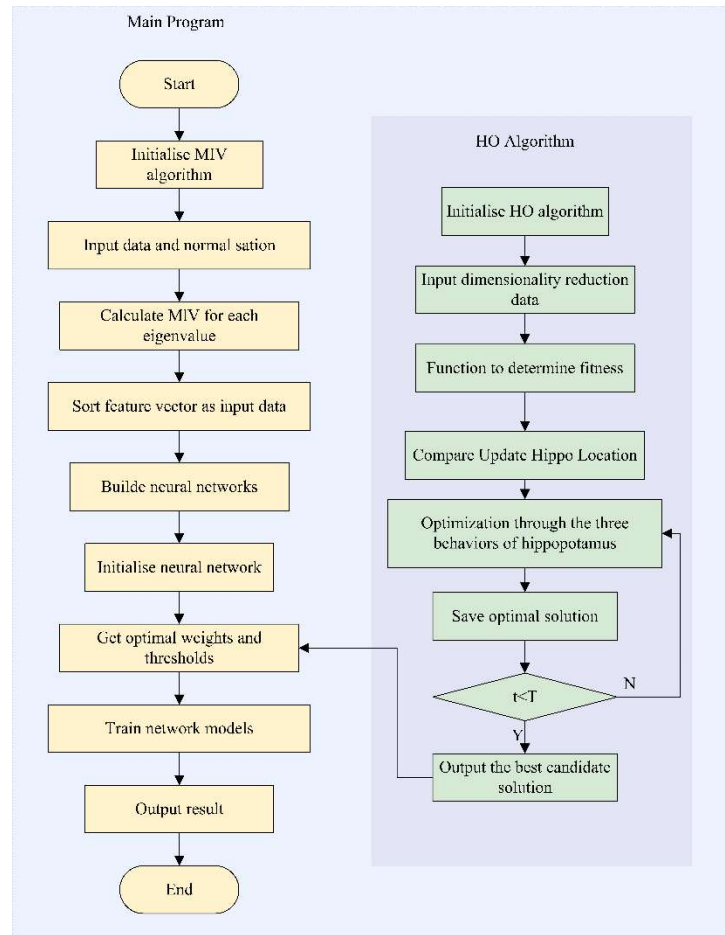 Main Program
Start
Initialise MIV
algorithm
Input data and normal sation
Calculate MIV for each
eigenvalue
Sort feature vector as input data
Builde neural networks
Initialise neural network
Get optimal weights and
thresholds
Train network models
Output result
End
HO Algorithm
Initialise HO algorithm
Input dimensionality reduction
data
Function to determine fitness
Compare Update Hippo Location
Optimization through the three
behaviors of hippopotamus
Save optimal solution
t<T
N
Y
Output the best candidate
solution